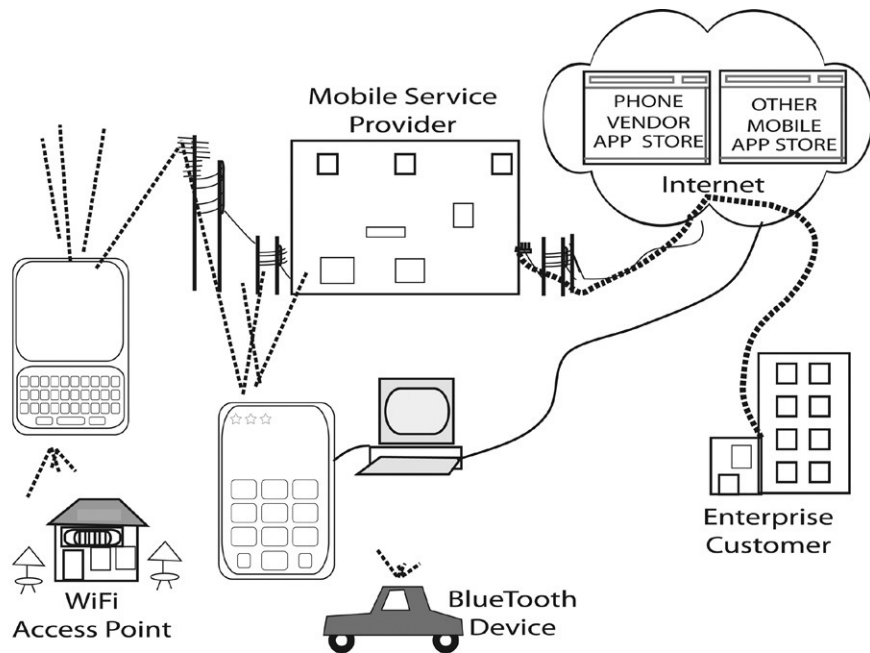 Mobile Service
Provider
PHONE
VENDOR
APP STORE
OTHER
MOBILE
APP STORE
Internet
Enterprise
Customer
WiFi
Access Point
BlueTooth
Device